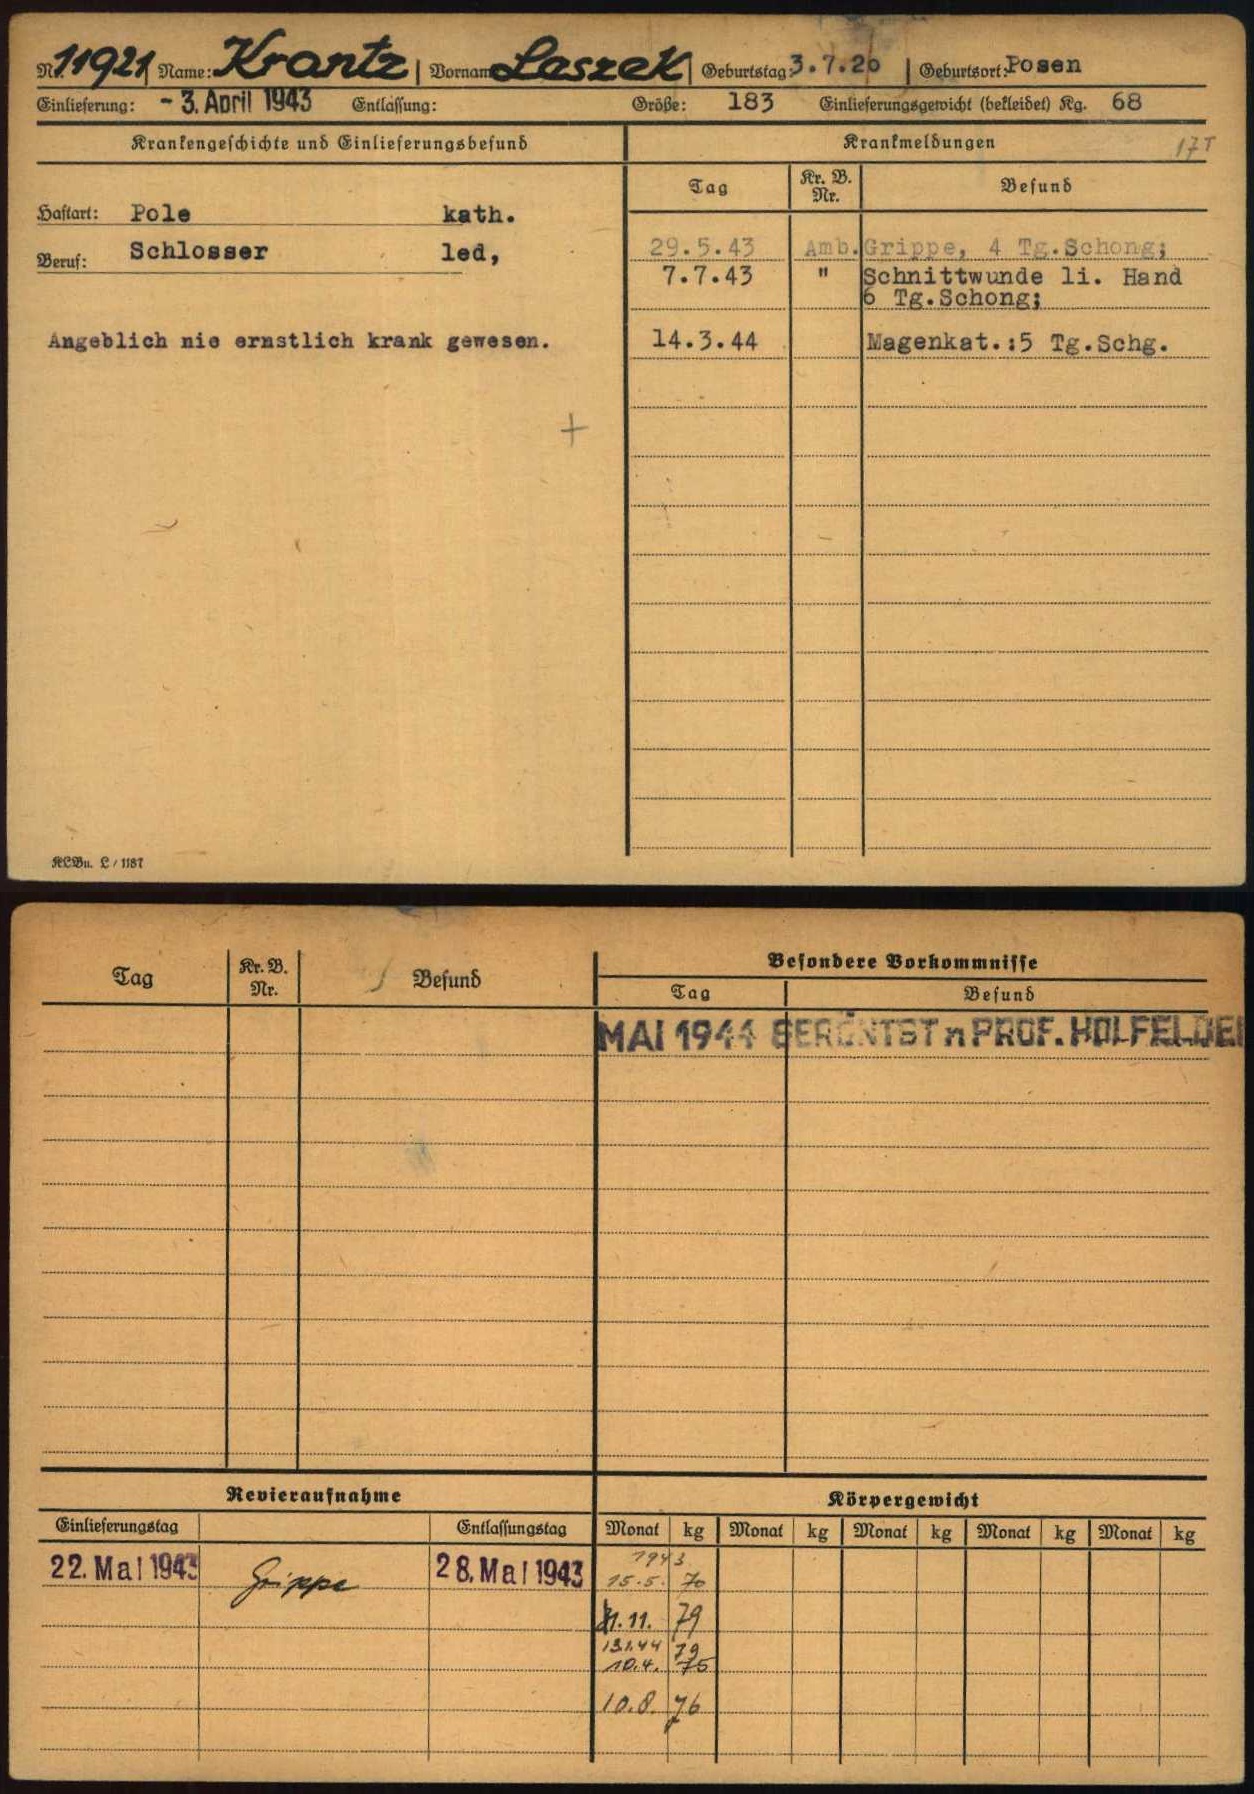 Nr. 11921 Name: Krantz Vorname Leszek Geburtstag: 3.7.20 Geburtsort: Posen
Einlieferung: - 3. April 1943 Entlassung: Größe: 183 Einlieferungsgewicht (bekleidet) Kg. 68
Krankengeschichte und Einlieferungsbefund
Krankmeldungen
17T
Tag Kr. B. Nr. Befund
Haftart: Pole kath.
Beruf: Schlosser led,
Angeblich nie ernstlich krank gewesen.
29.5.43 Amb. Grippe, 4 Tg.Schong;
7.7.43 " Schnittwunde li. Hand
6 Tg.Schong;
14.3.44 Magenkat.:5 Tg.Schg.
+
KLBu. L / 1187
Tag Kr. B. Nr. Befund
Besondere Vorkommnisse
Tag Befund
MAI 1944 GERÖNTGT PROF. HOLFELDER
Revieraufnahme
Einlieferungstag Entlassungstag
22. Mai 1943 Grippe 28. Mai 1943
Körpergewicht
Monat kg Monat kg Monat kg Monat kg Monat kg
1943
15.5. 70
1.11. 79
13.1.44 79
10.4. 75
10.8. 76